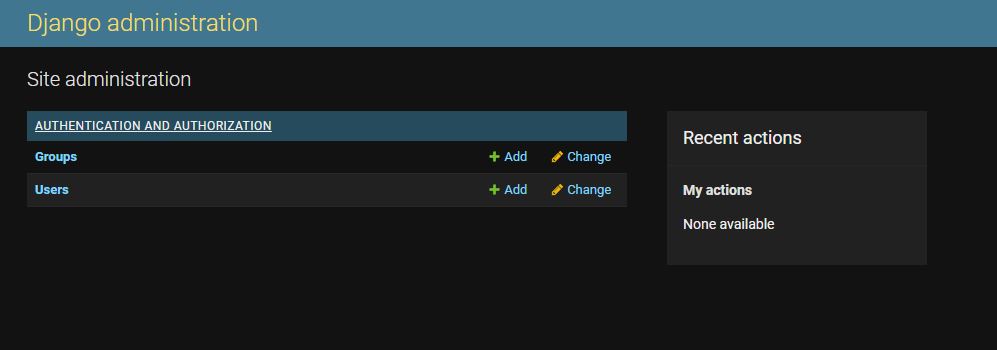 Django administration
Site administration
AUTHENTICATION AND AUTHORIZATION
Groups Add Change
Users Add Change
Recent actions
My actions
None available